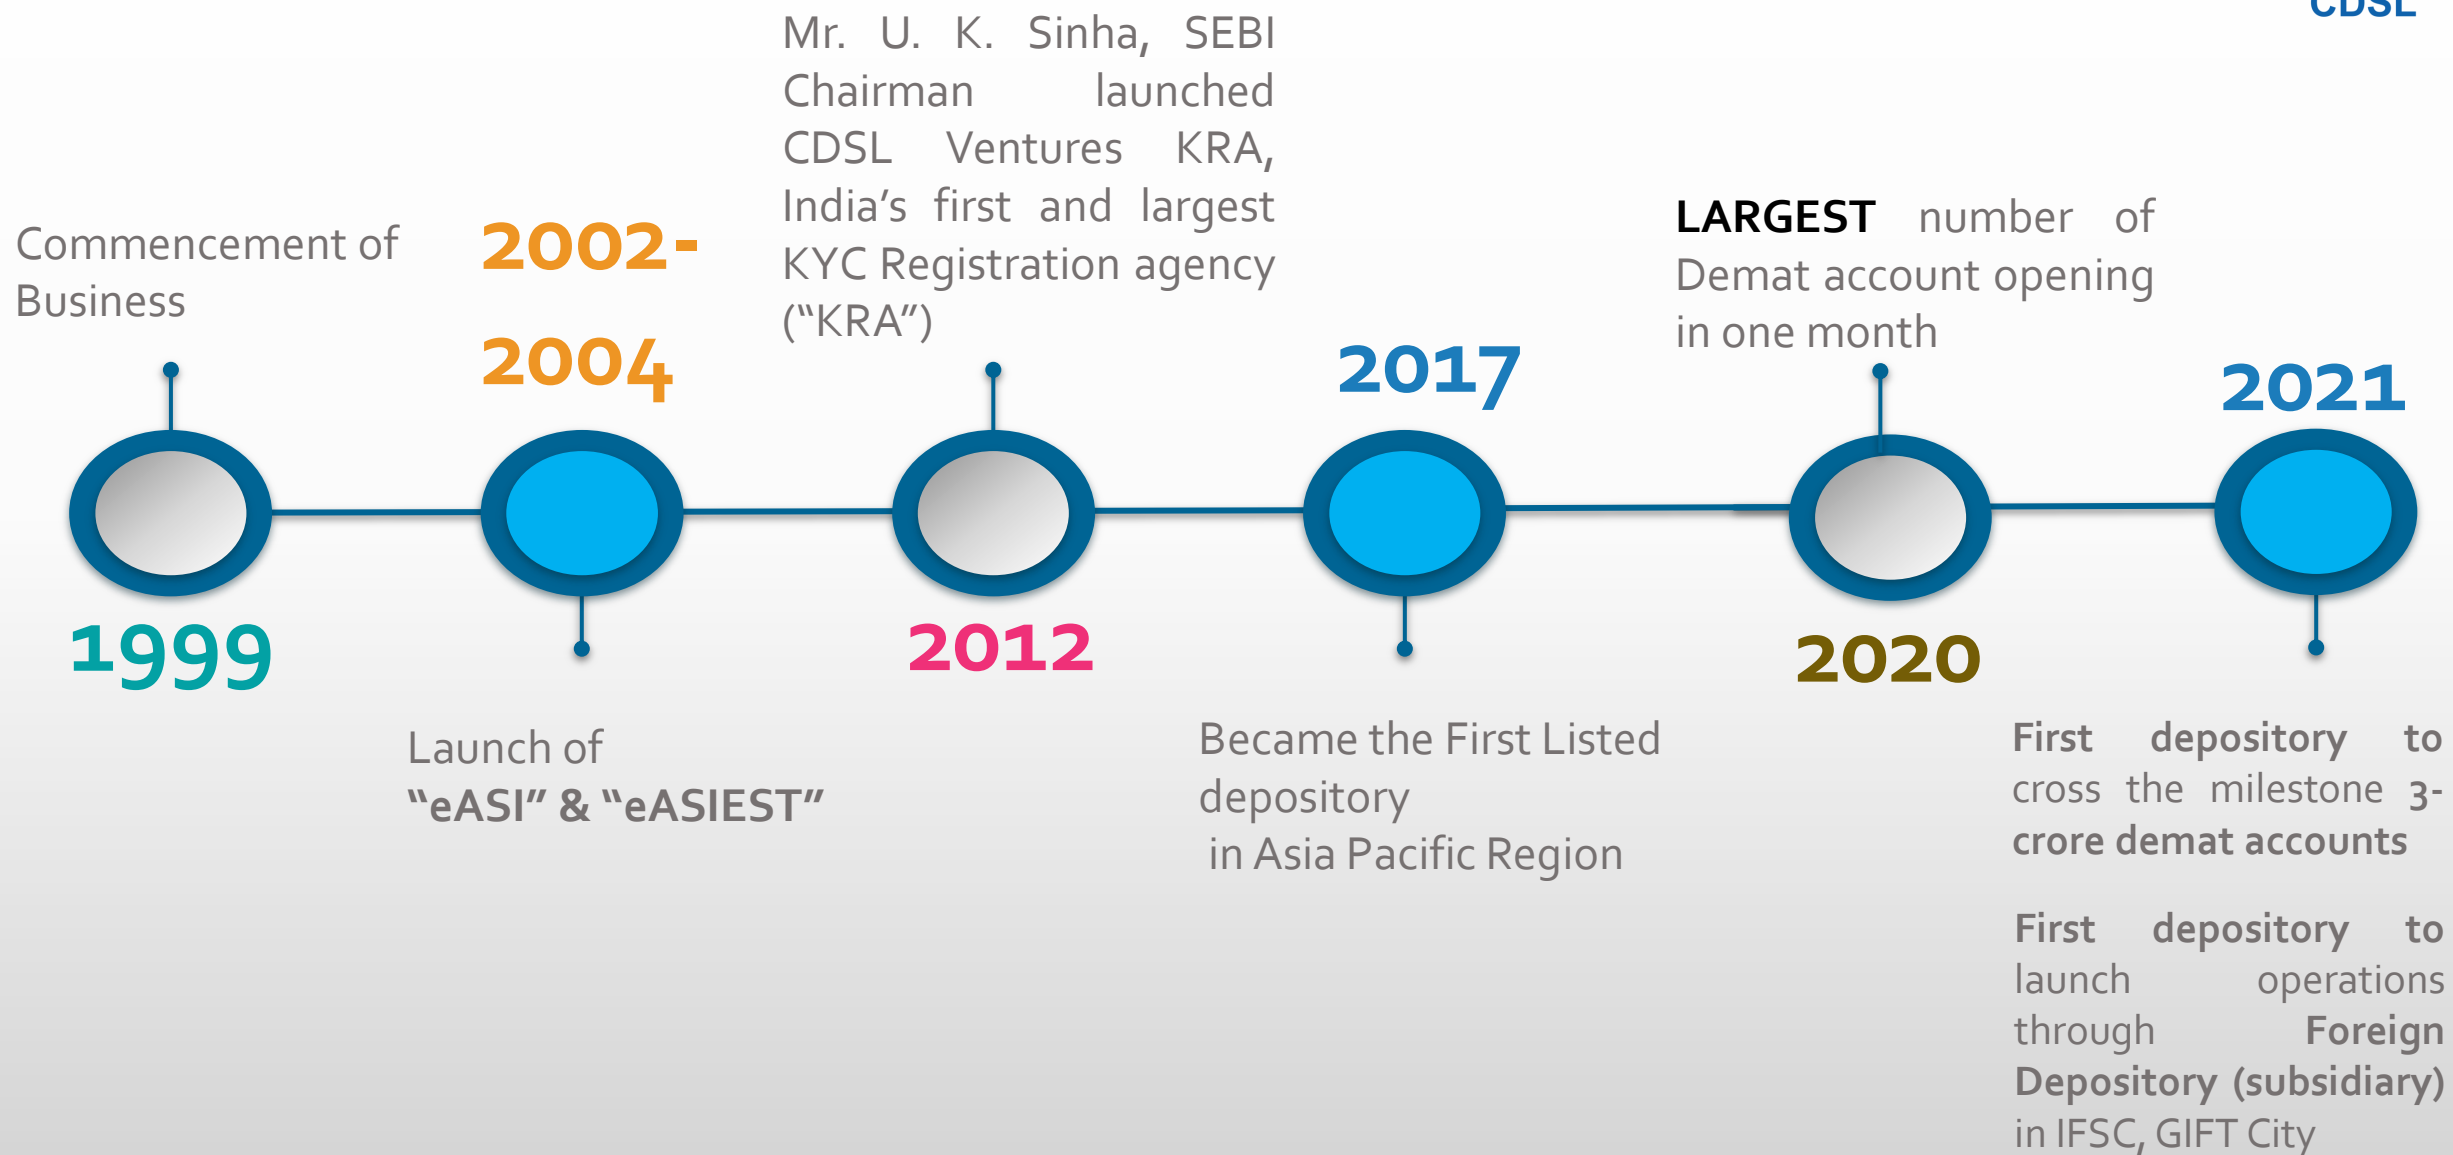 CDSL
Mr. U. K. Sinha, SEBI
Chairman launched
CDSL Ventures KRA,
India’s first and largest
KYC Registration agency
(“KRA”)
Commencement of
Business
2002-
2004
2017
LARGEST number of
Demat account opening
in one month
2021
1999
2012
2020
Launch of
“eASI” & “eASIEST”
Became the First Listed
depository
in Asia Pacific Region
First depository to
cross the milestone 3-
crore demat accounts
First depository to
launch operations
through Foreign
Depository (subsidiary)
in IFSC, GIFT City